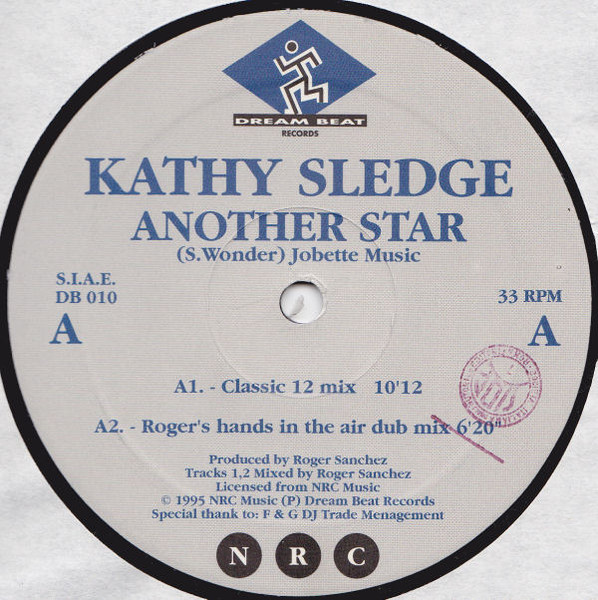 DREAM BEAT
RECORDS
KATHY SLEDGE
ANOTHER STAR
(S.Wonder) Jobette Music
S.I.A.E.
DB 010
33 RPM
A
A
A1. - Classic 12 mix 10'12
A2. - Roger's hands in the air dub mix 6'20"
Produced by Roger Sanchez
Tracks 1,2 Mixed by Roger Sanchez
Licensed from NRC Music
© 1995 NRC Music (P) Dream Beat Records
Special thank to: F & G DJ Trade Menagement
N R C